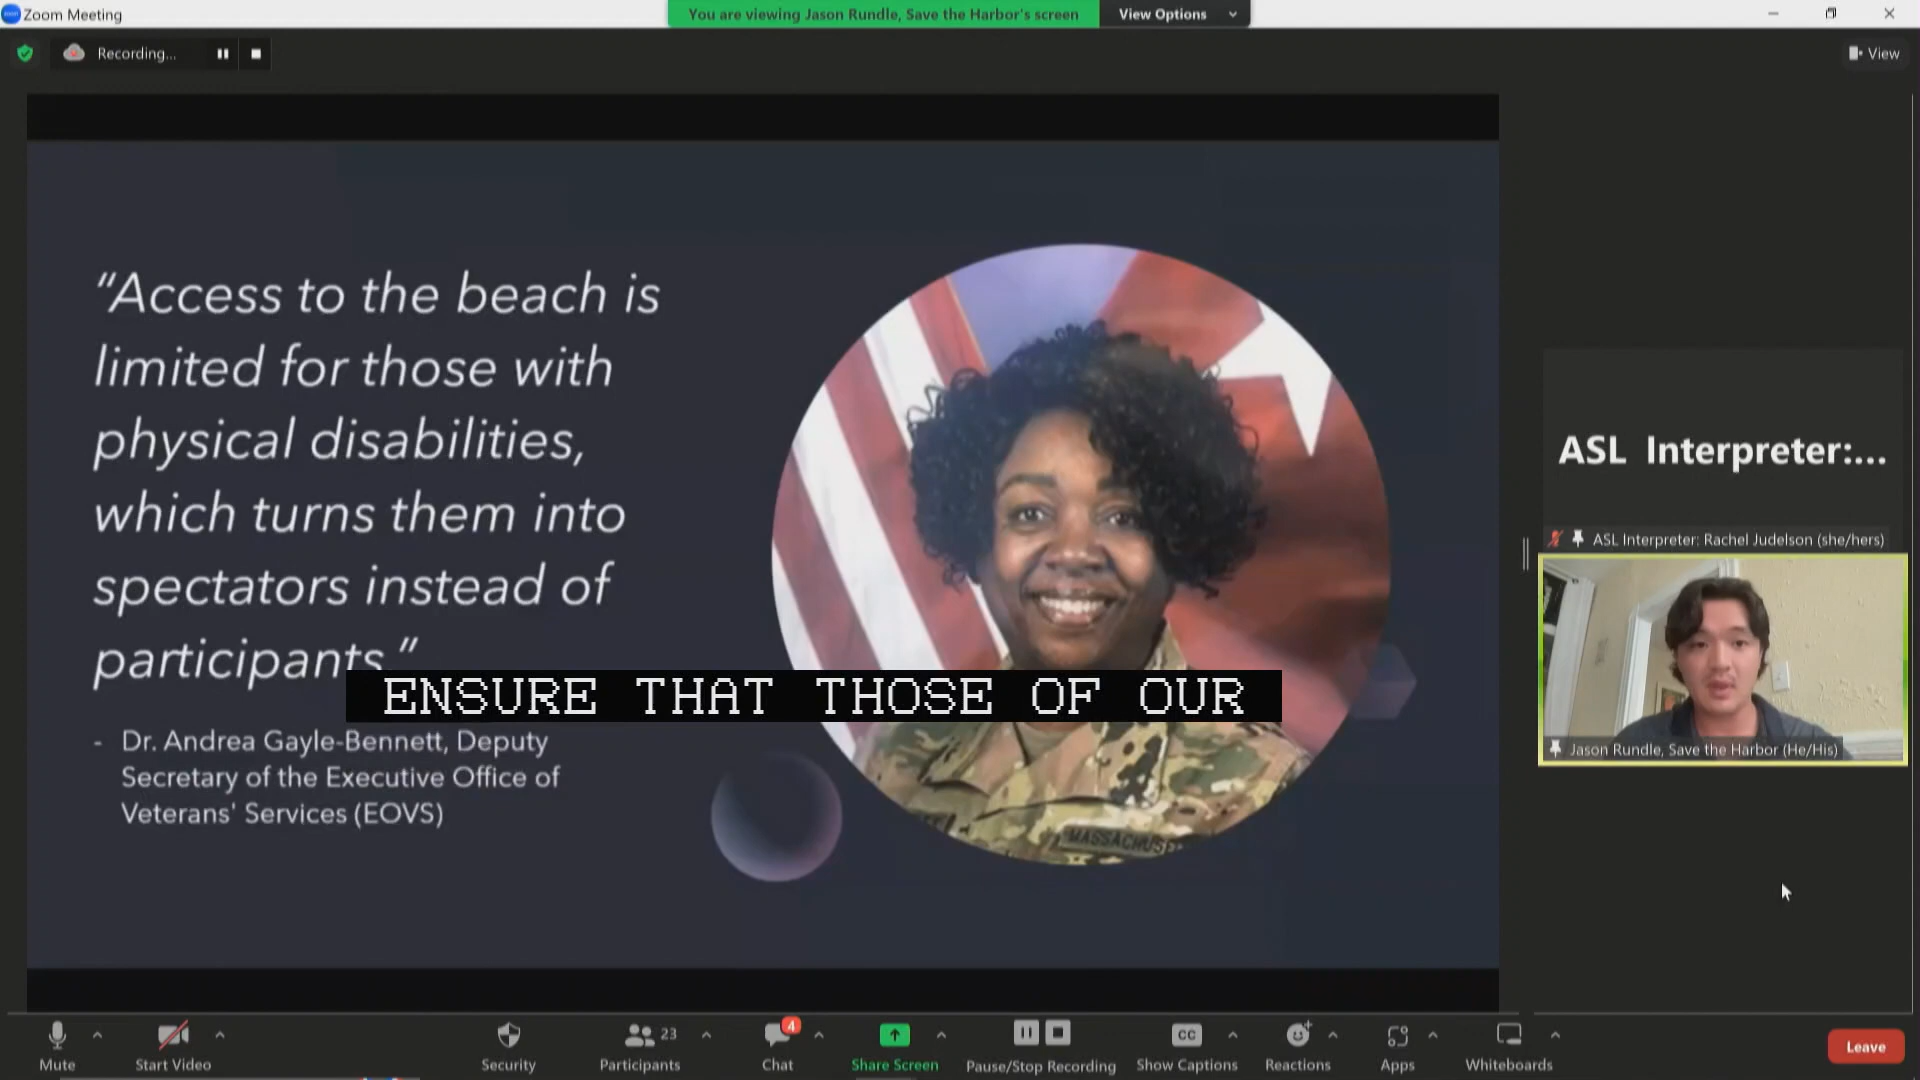 Zoom Meeting
You are viewing Jason Rundle, Save the Harbor's screen
View Options
Recording...
View
“Access to the beach is
limited for those with
physical disabilities,
which turns them into
spectators instead of
participants.”
ENSURE THAT THOSE OF OUR
- Dr. Andrea Gayle-Bennett, Deputy
Secretary of the Executive Office of
Veterans' Services (EOVS)
ASL Interpreter:...
ASL Interpreter: Rachel Judelson (she/hers)
Jason Rundle, Save the Harbor (He/His)
Mute
Start Video
Security
23
Participants
4
Chat
Share Screen
Pause/Stop Recording
CC
Show Captions
Reactions
Apps
Whiteboards
Leave